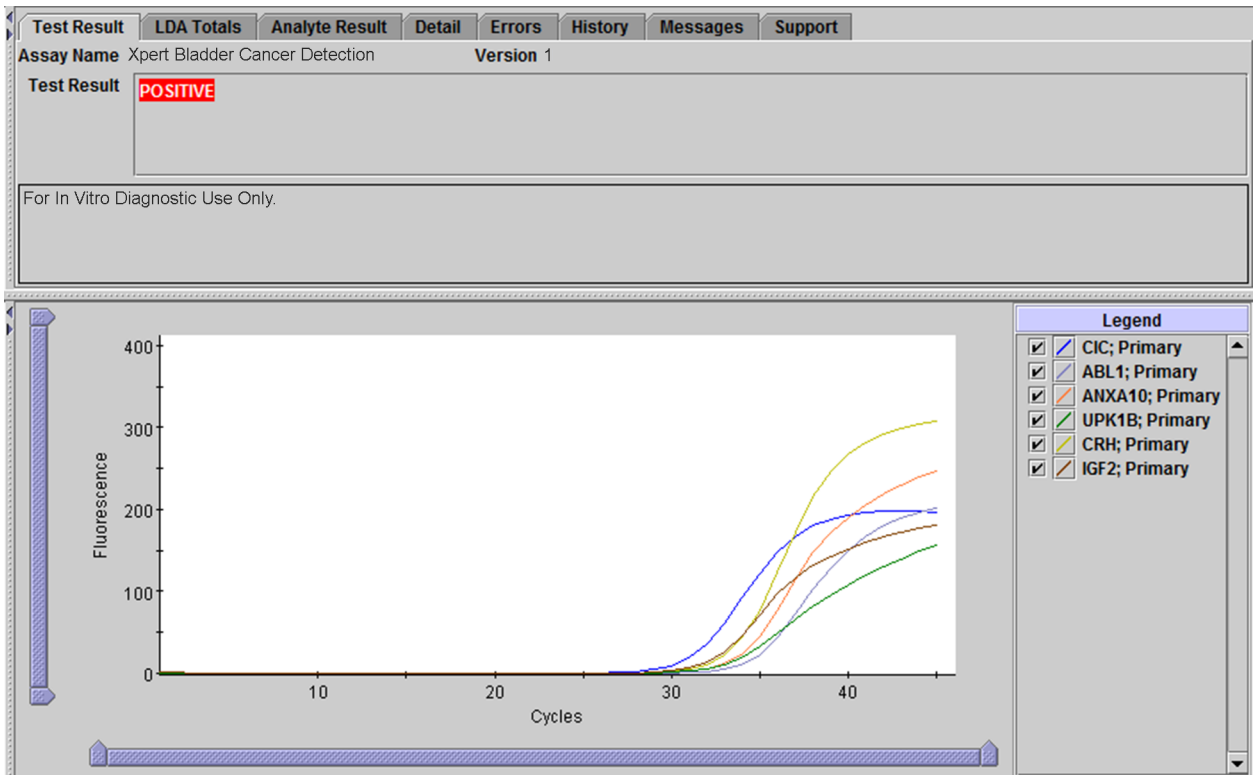 Test Result LDA Totals Analyte Result Detail Errors History Messages Support
Assay Name Xpert Bladder Cancer Detection Version 1
Test Result POSITIVE
For In Vitro Diagnostic Use Only.
400
300
200
100
0
Fluorescence
10 20 30 40
Cycles
Legend
CIC; Primary
ABL1; Primary
ANXA10; Primary
UPK1B; Primary
CRH; Primary
IGF2; Primary